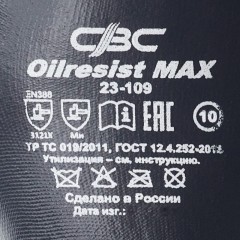 СВС
Oilresist MAX
23-109
EN388
3121X Ми i EAC 10
ТР ТС 019/2011, ГОСТ 12.4.252-2013
Утилизация – см. инструкцию.
Сделано в России
Дата изг.: